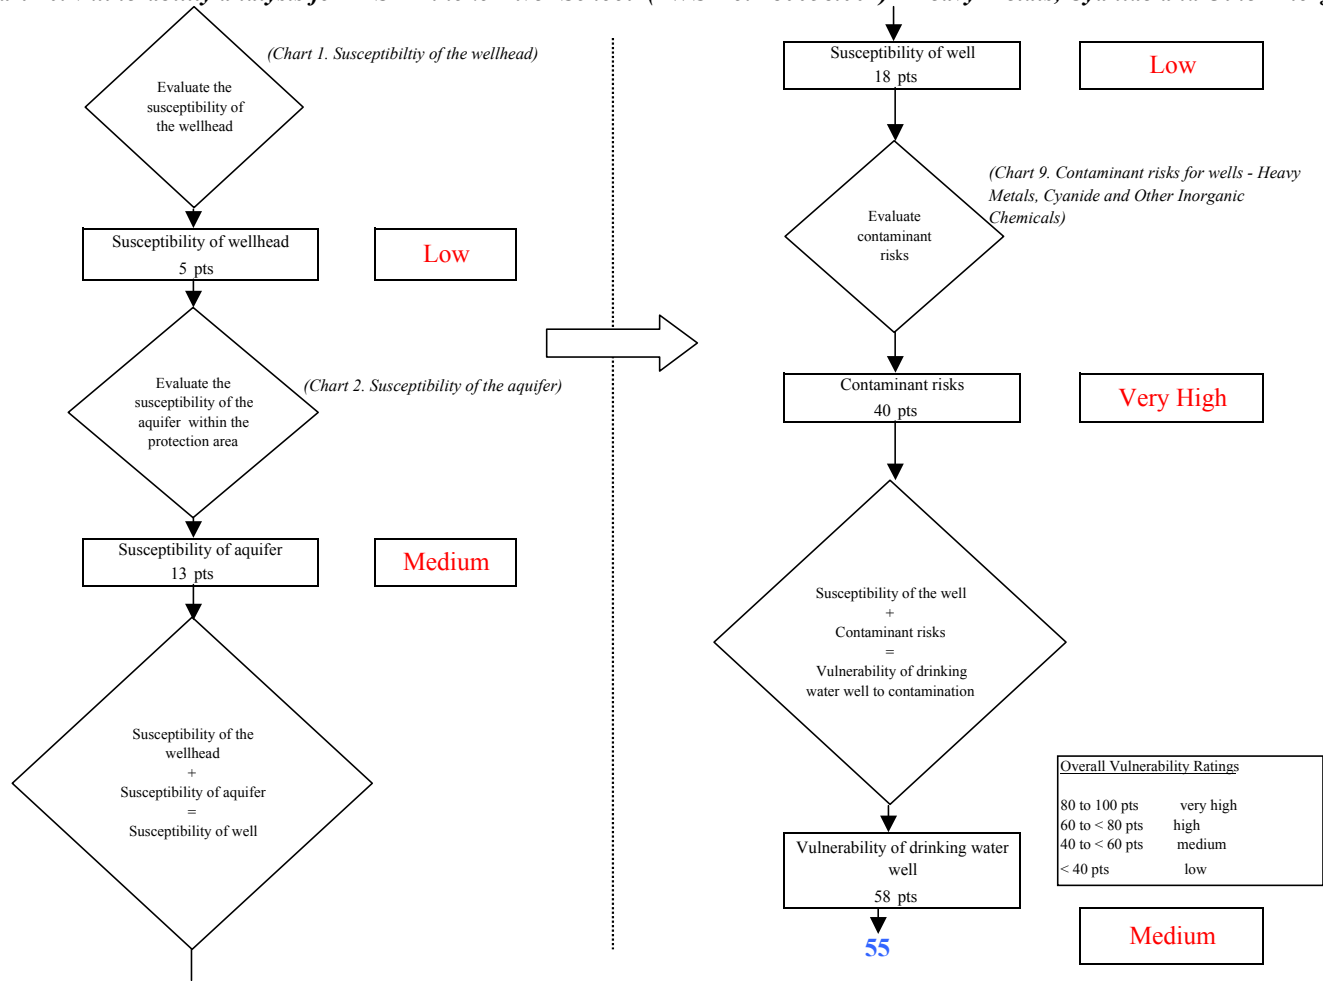 (Chart 1. Susceptibiltiy of the wellhead)
Evaluate the
susceptibility of
the wellhead
Susceptibility of wellhead
5 pts
Low
Evaluate the
susceptibility of the
aquifer within the
protection area
(Chart 2. Susceptibility of the aquifer)
Susceptibility of aquifer
13 pts
Medium
Susceptibility of the
wellhead
+
Susceptibility of aquifer
=
Susceptibility of well
Susceptibility of well
18 pts
Low
(Chart 9. Contaminant risks for wells - Heavy
Metals, Cyanide and Other Inorganic
Chemicals)
Evaluate
contaminant
risks
Contaminant risks
40 pts
Very High
Susceptibility of the well
+
Contaminant risks
=
Vulnerability of drinking
water well to contamination
Overall Vulnerability Ratings
80 to 100 pts very high
60 to < 80 pts high
40 to < 60 pts medium
< 40 pts low
Vulnerability of drinking water
well
58 pts
55
Medium